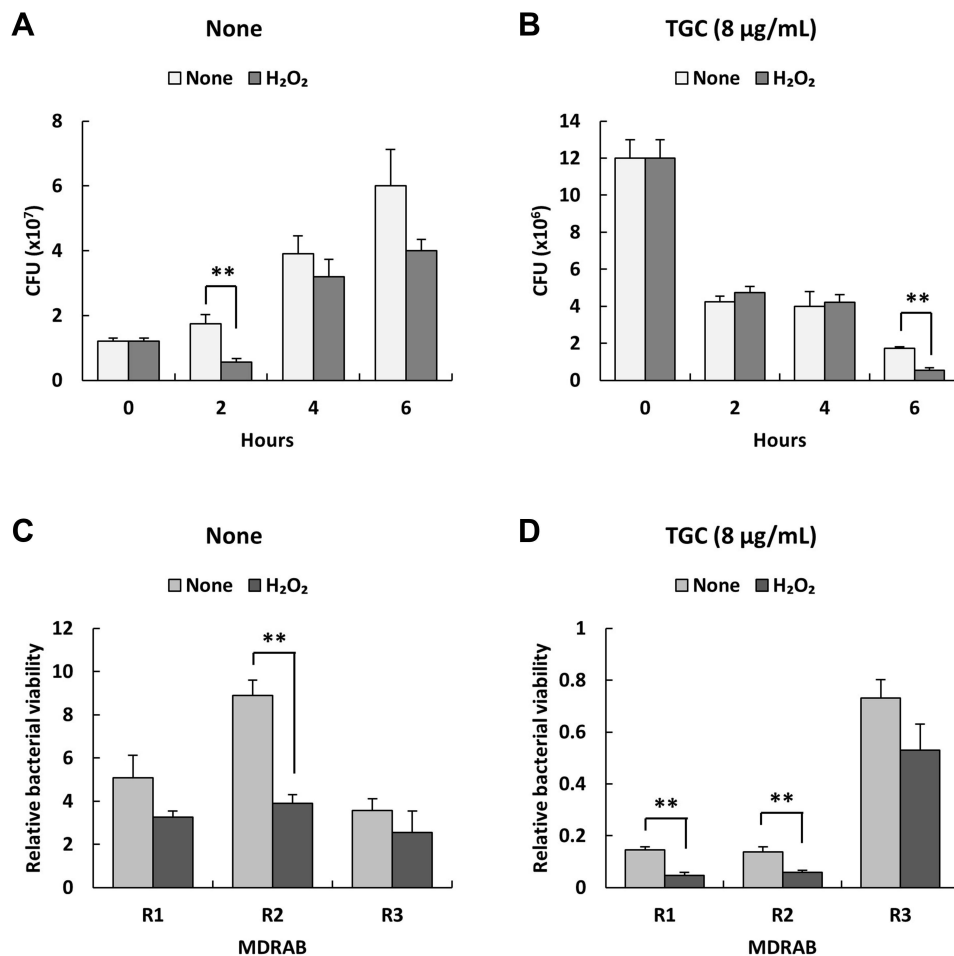 A
None
None H₂O₂
8
6
4
2
0
CFU (x10⁷)
**
0 2 4 6
Hours
B
TGC (8 µg/mL)
None H₂O₂
14
12
10
8
6
4
2
0
CFU (x10⁶)
**
0 2 4 6
Hours
C
None
None H₂O₂
12
10
8
6
4
2
0
Relative bacterial viability
**
R1 R2 R3
MDRAB
D
TGC (8 µg/mL)
None H₂O₂
1
0.8
0.6
0.4
0.2
0
Relative bacterial viability
** **
R1 R2 R3
MDRAB